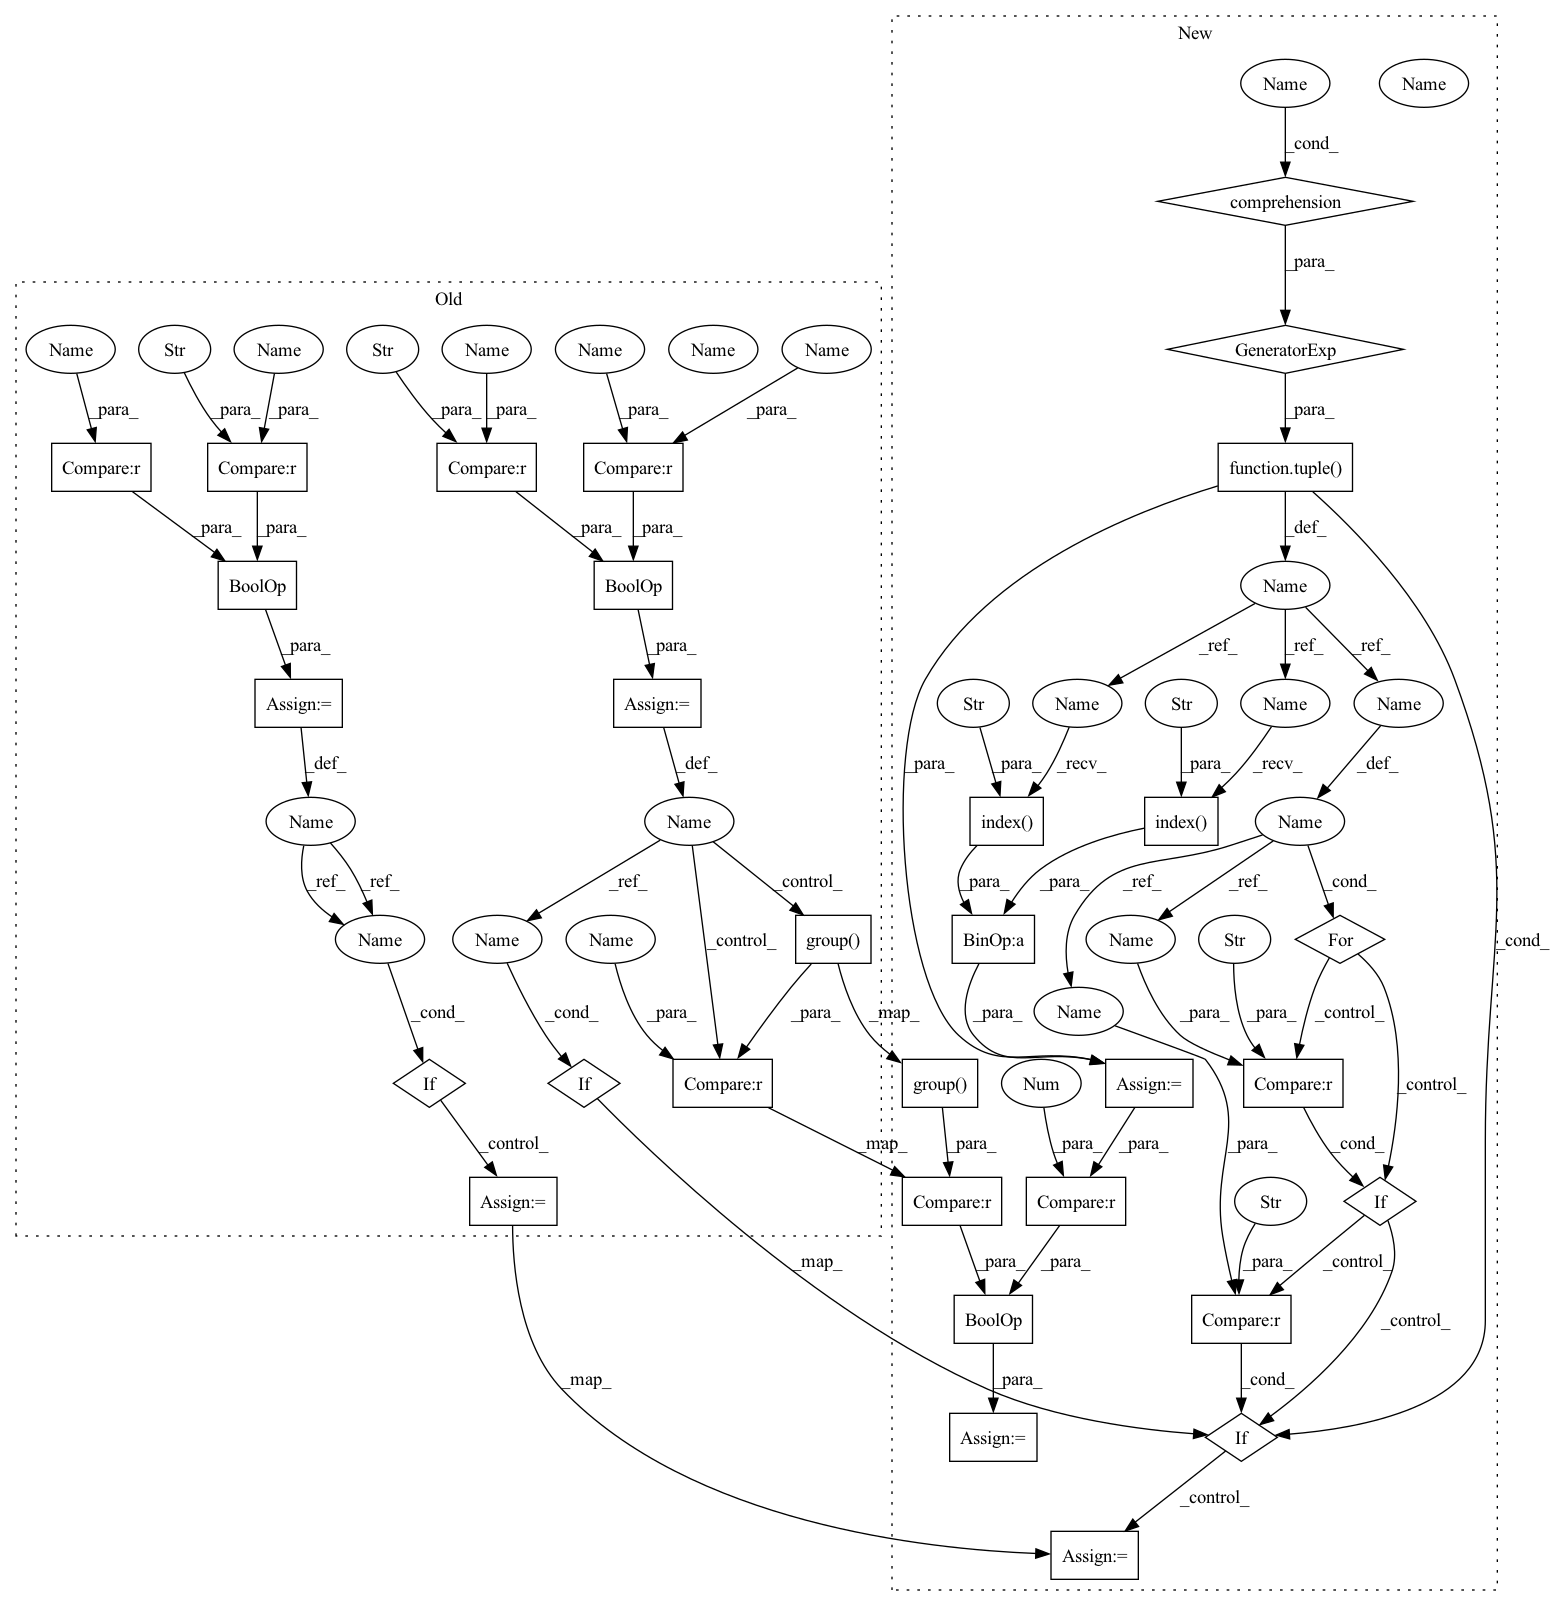 New
Name Name
_cond_
comprehension
_para_
Old
Name Str Name Str Name Name Name Name GeneratorExp
_para_ _para_ _para_ _para_ _para_ _para_ _para_ _para_
Compare:r Compare:r Compare:r Compare:r function.tuple()
_para_ _para_ _para_ _para_ _def_
BoolOp BoolOp Name
_para_ _para_ _ref_ _ref_ _ref_
Assign:= Assign:= Str Name Str Name Name
_def_ _def_ _para_ _para_ _recv_ _para_ _recv_ _def_
Name Name index() index() Name
_ref_ _ref_ _ref_ _control_ _para_ _para_ _ref_ _ref_ _cond_
Name Name Name group() BinOp:a Name Str For
_control_ _cond_
Name
_cond_ _cond_ _para_ _para_ _map_ _para_ _para_ _para_ _control_
If If Compare:r group() Num Assign:= Compare:r
_control_
_control_ _map_ _para_ _para_ _para_ _para_ _cond_
Assign:= Compare:r Compare:r Str If
_map_ _para_ _para_ _para_ _control_
BoolOp Compare:r
_control_
_map_ _para_ _cond_
Assign:= If
_control_
Assign:=